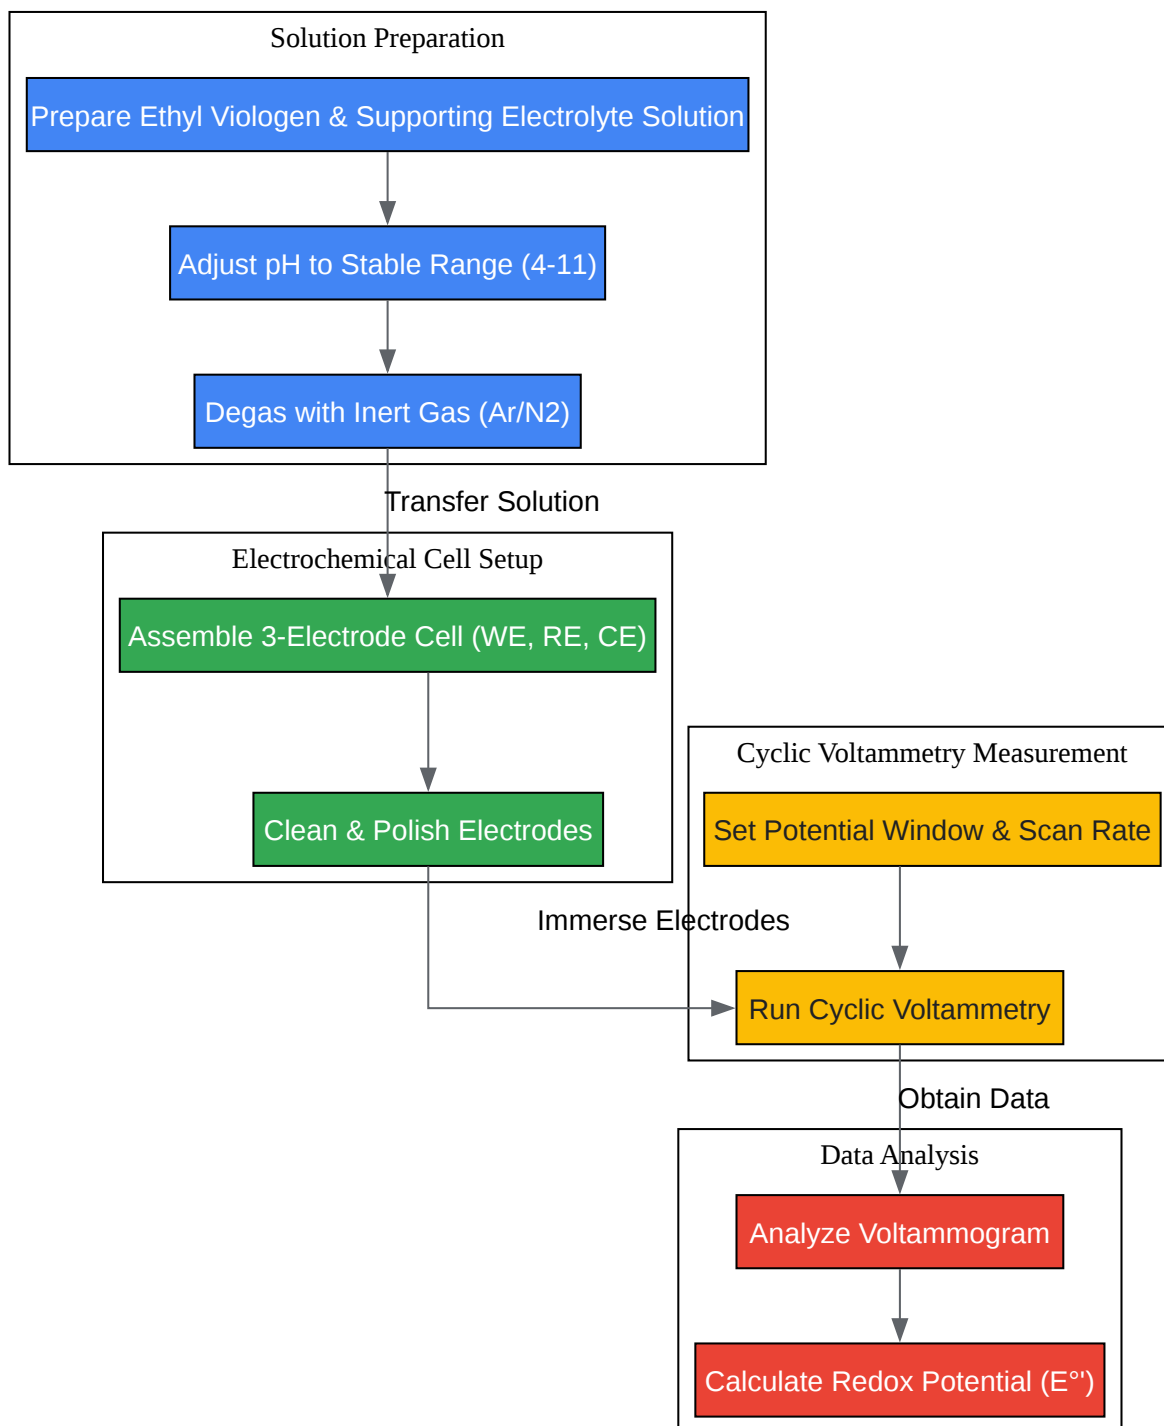 Solution Preparation
Prepare Ethyl Viologen & Supporting Electrolyte Solution
Adjust pH to Stable Range (4-11)
Degas with Inert Gas (Ar/N2)
Transfer Solution
Electrochemical Cell Setup
Assemble 3-Electrode Cell (WE, RE, CE)
Clean & Polish Electrodes
Immerse Electrodes
Cyclic Voltammetry Measurement
Set Potential Window & Scan Rate
Run Cyclic Voltammetry
Obtain Data
Data Analysis
Analyze Voltammogram
Calculate Redox Potential (E°')